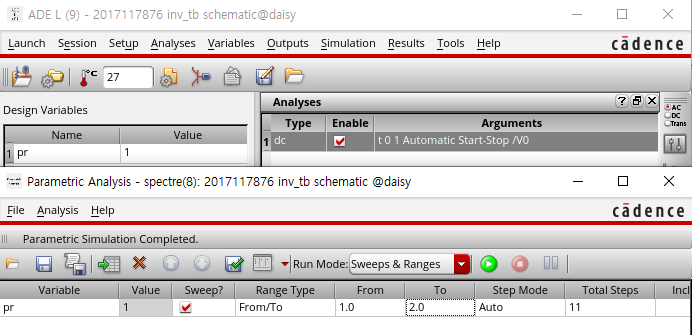 ADE L (9) - 2017117876 inv_tb schematic@daisy
Launch Session Setup Analyses Variables Outputs Simulation Results Tools Help cādence
°C 27
Design Variables
Name Value
1 pr 1
Analyses
Type Enable Arguments
1 dc t 0 1 Automatic Start-Stop /V0
AC
DC
Trans
Parametric Analysis - spectre(8): 2017117876 inv_tb schematic @daisy
File Analysis Help cādence
Parametric Simulation Completed.
Run Mode: Sweeps & Ranges
Variable Value Sweep? Range Type From To Step Mode Total Steps Incl
pr 1 From/To 1.0 2.0 Auto 11